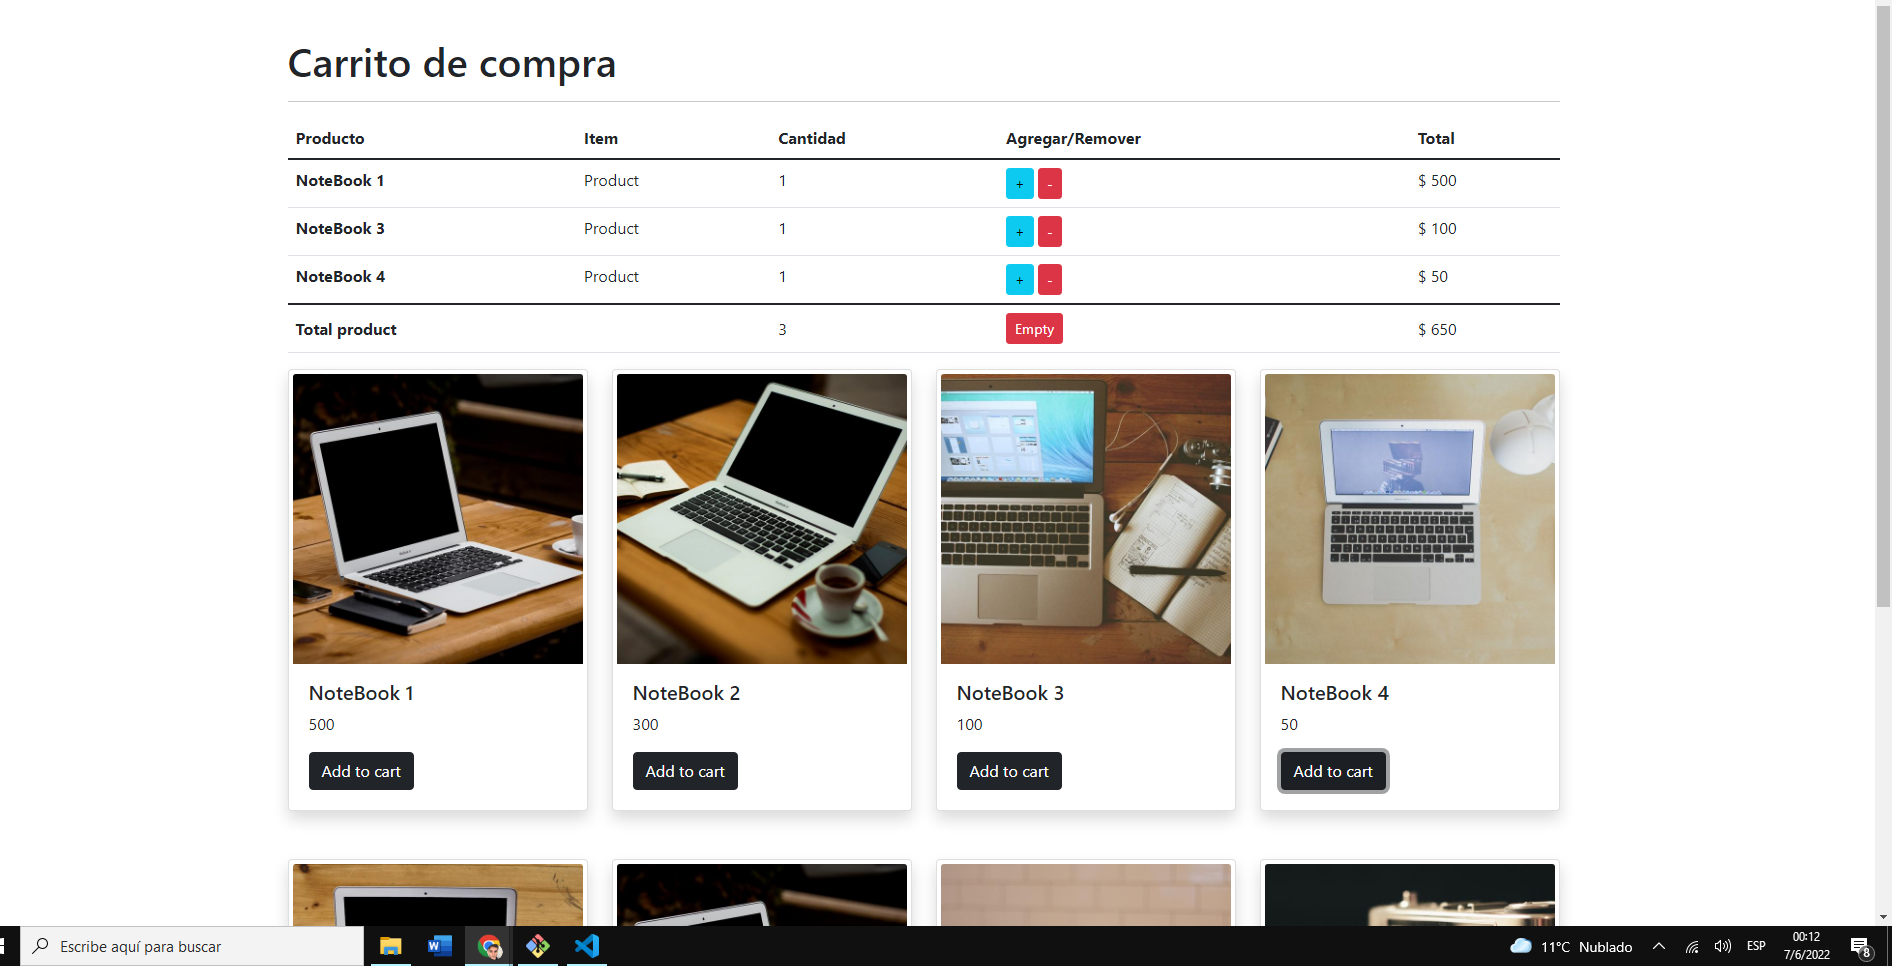 Carrito de compra
Producto Item Cantidad Agregar/Remover Total
NoteBook 1 Product 1 + - $ 500
NoteBook 3 Product 1 + - $ 100
NoteBook 4 Product 1 + - $ 50
Total product 3 Empty $ 650
NoteBook 1
500
Add to cart
NoteBook 2
300
Add to cart
NoteBook 3
100
Add to cart
NoteBook 4
50
Add to cart
Escribe aquí para buscar
11°C Nublado
ESP
00:12
7/6/2022
8